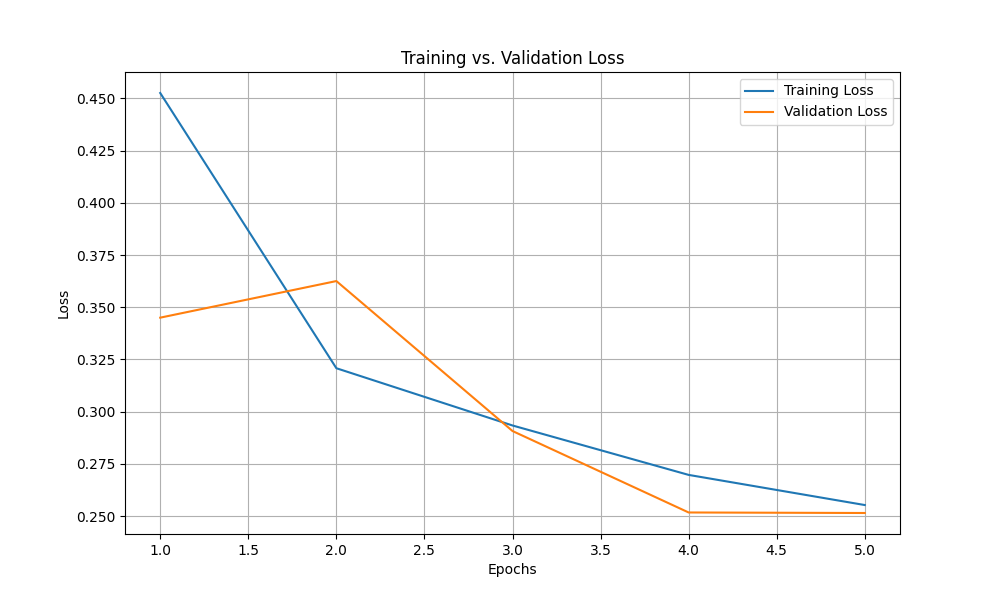 Training vs. Validation Loss
Training Loss
Validation Loss
0.450
0.425
0.400
0.375
0.350
0.325
0.300
0.275
0.250
Loss
1.0 1.5 2.0 2.5 3.0 3.5 4.0 4.5 5.0
Epochs